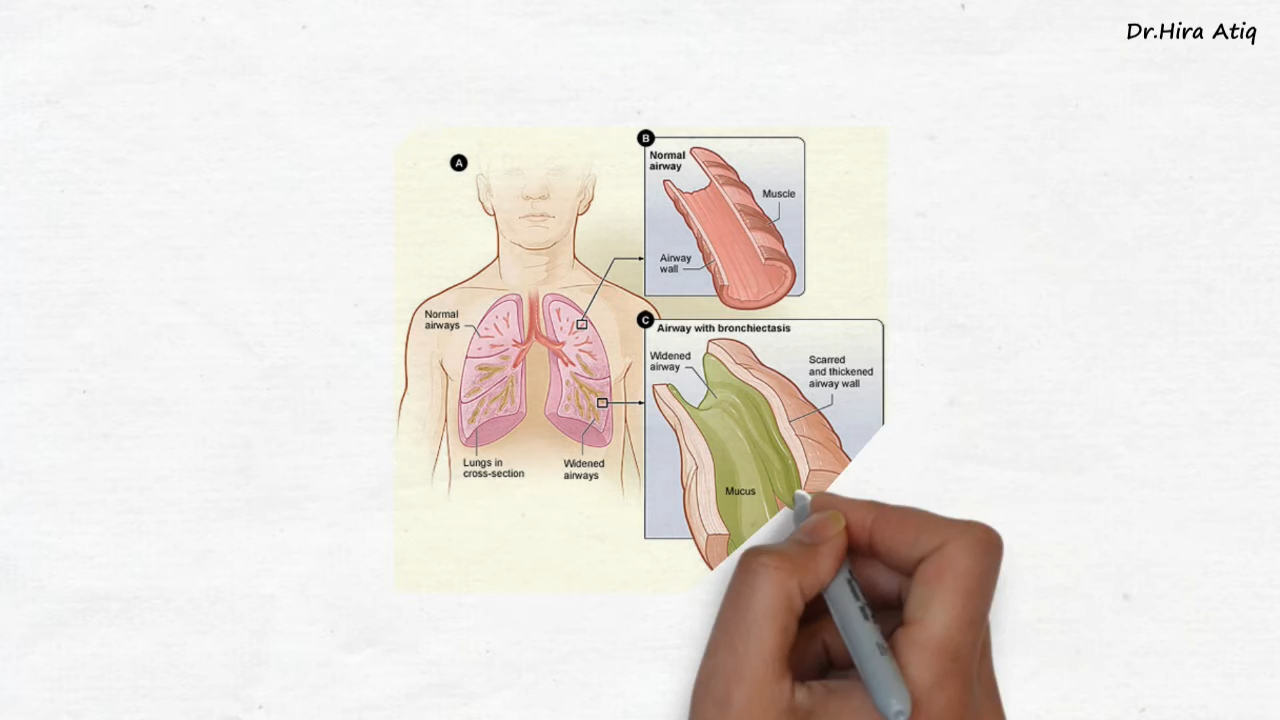 Dr.Hira Atiq
A
B
Normal
airway
Muscle
Airway
wall
Normal
airways
C
Airway with bronchiectasis
Widened
airway
Scarred
and thickened
airway wall
Mucus
Lungs in
cross-section
Widened
airways